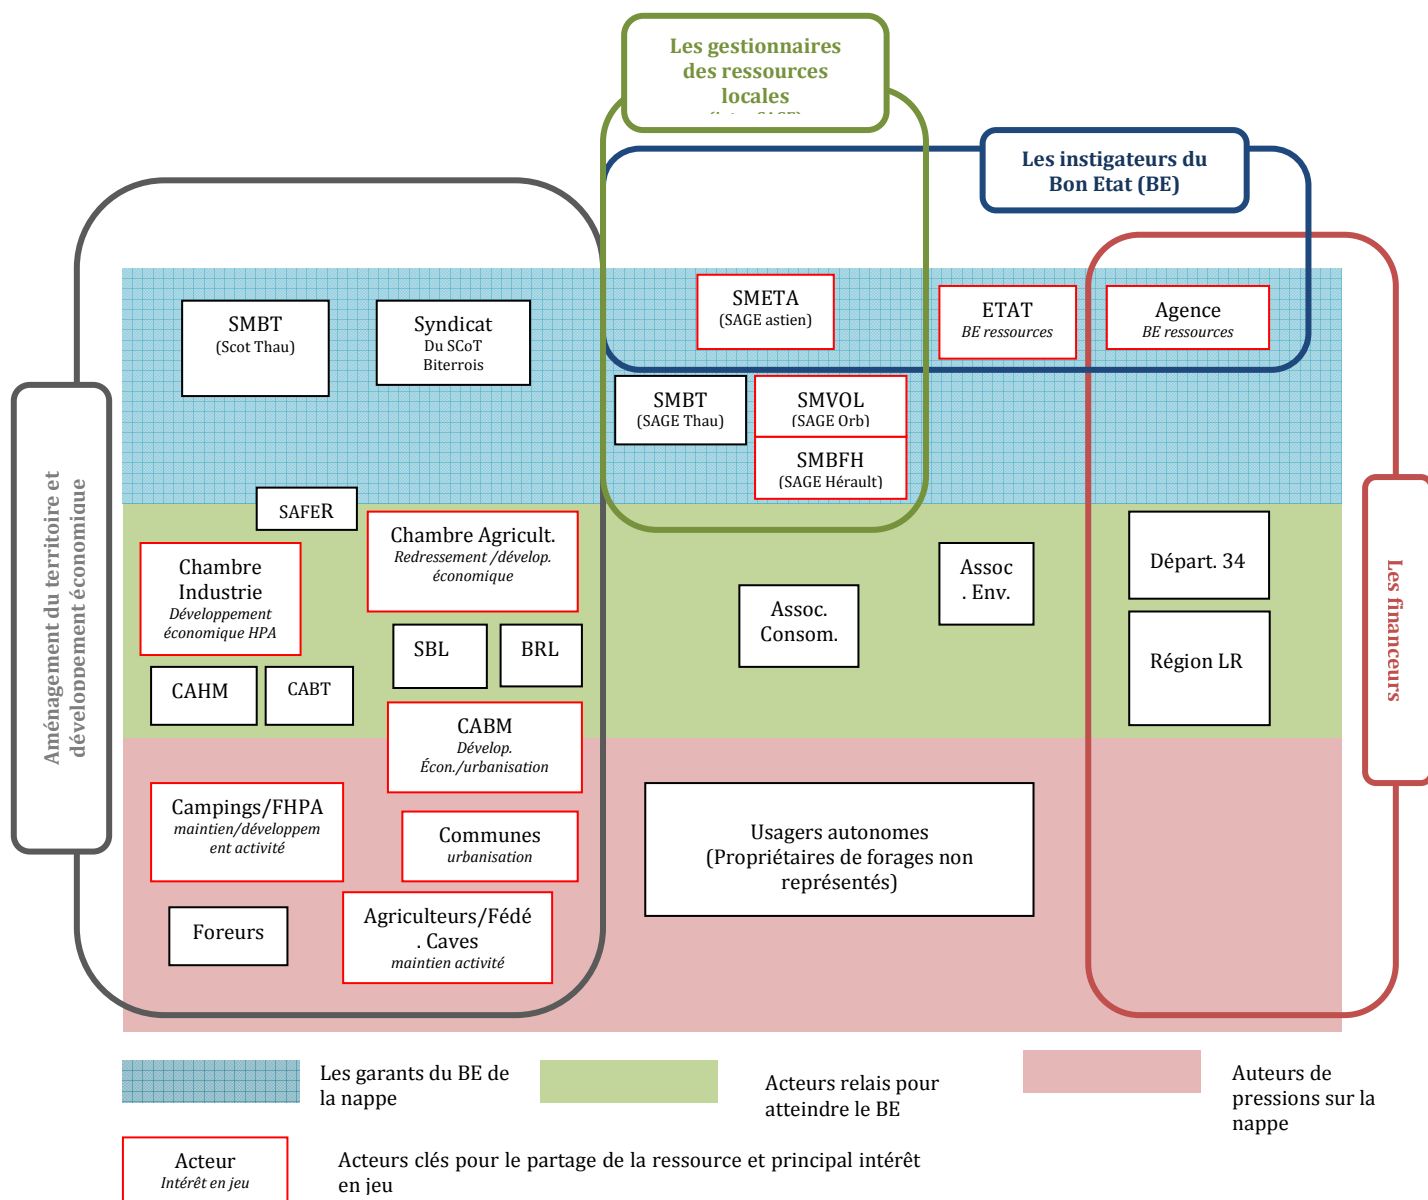 Les gestionnaires
des ressources
locales
Les instigateurs du
Bon Etat (BE)
Aménagement du territoire et
développement économique
Les financeurs
SMBT
(Scot Thau)
Syndicat
Du SCoT
Biterrois
SMETA
(SAGE astien)
ETAT
BE ressources
Agence
BE ressources
SMBT
(SAGE Thau)
SMVOL
(SAGE Orb)
SMBFH
(SAGE Hérault)
SAFER
Chambre Agricult.
Redressement /dévelop.
économique
Chambre
Industrie
Développement
économique HPA
SBL
BRL
CAHM
CABT
Assoc.
Consom.
Assoc
. Env.
Départ. 34
Région LR
CABM
Dévelop.
Écon./urbanisation
Campings/FHPA
maintien/développem
ent activité
Communes
urbanisation
Foreurs
Agriculteurs/Fédé
. Caves
maintien activité
Usagers autonomes
(Propriétaires de forages non
représentés)
Les garants du BE de
la nappe
Acteurs relais pour
atteindre le BE
Auteurs de
pressions sur la
nappe
Acteur
Intérêt en jeu
Acteurs clés pour le partage de la ressource et principal intérêt
en jeu